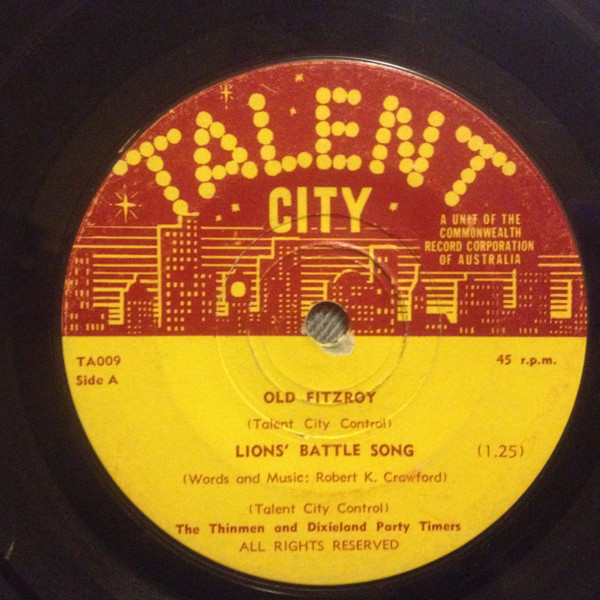 TALENT
CITY
A UNIT OF THE
COMMONWEALTH
RECORD CORPORATION
OF AUSTRALIA
TA009
Side A
45 r.p.m.
OLD FITZROY
(Talent City Control)
LIONS' BATTLE SONG (1.25)
(Words and Music: Robert K. Crawford)
(Talent City Control)
The Thinmen and Dixieland Party Timers
ALL RIGHTS RESERVED